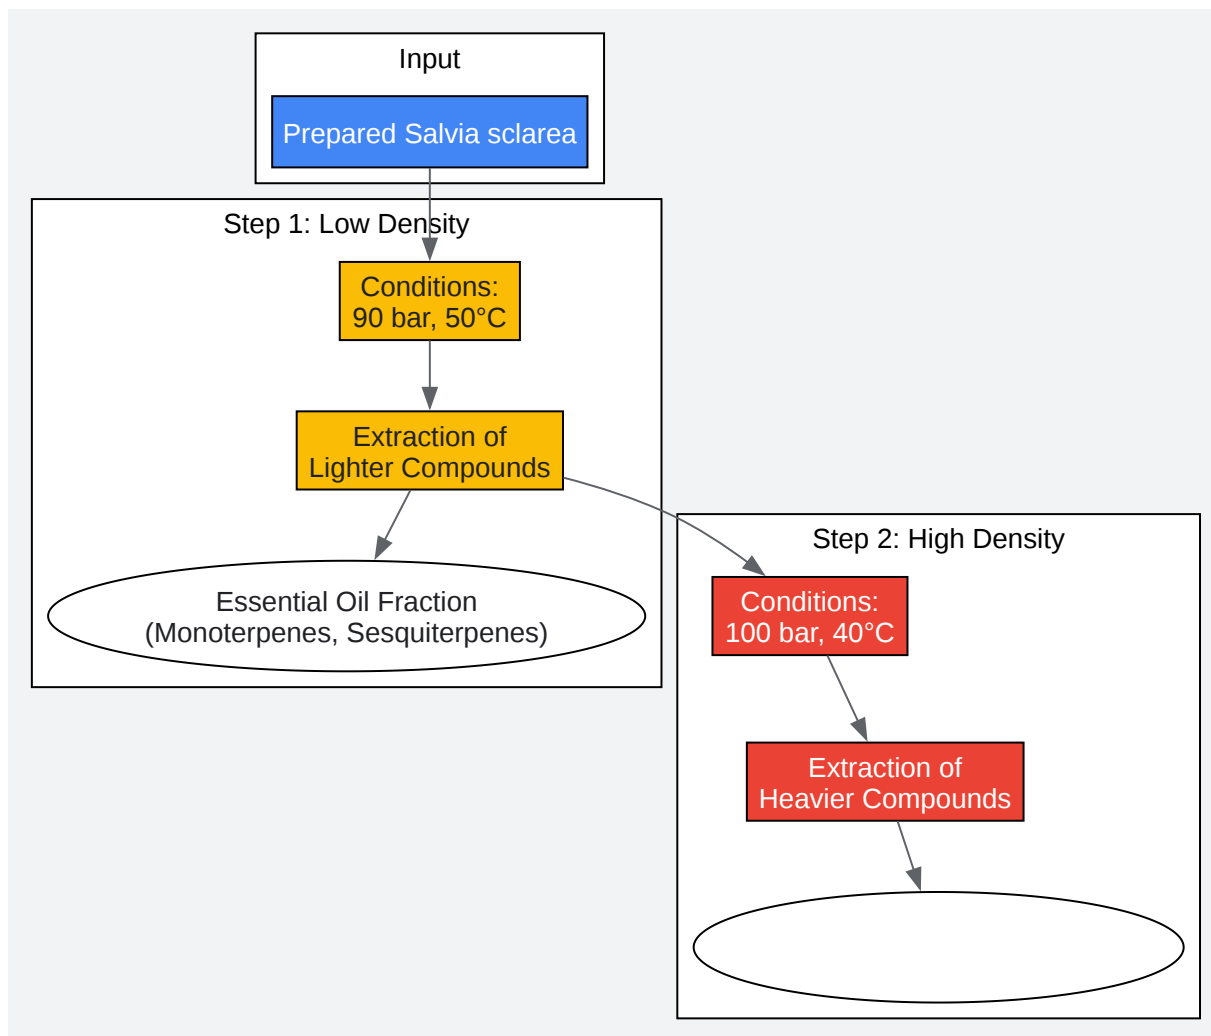 Input
Prepared Salvia sclarea
Step 1: Low Density
Conditions:
90 bar, 50°C
Extraction of
Lighter Compounds
Essential Oil Fraction
(Monoterpenes, Sesquiterpenes)
Step 2: High Density
Conditions:
100 bar, 40°C
Extraction of
Heavier Compounds